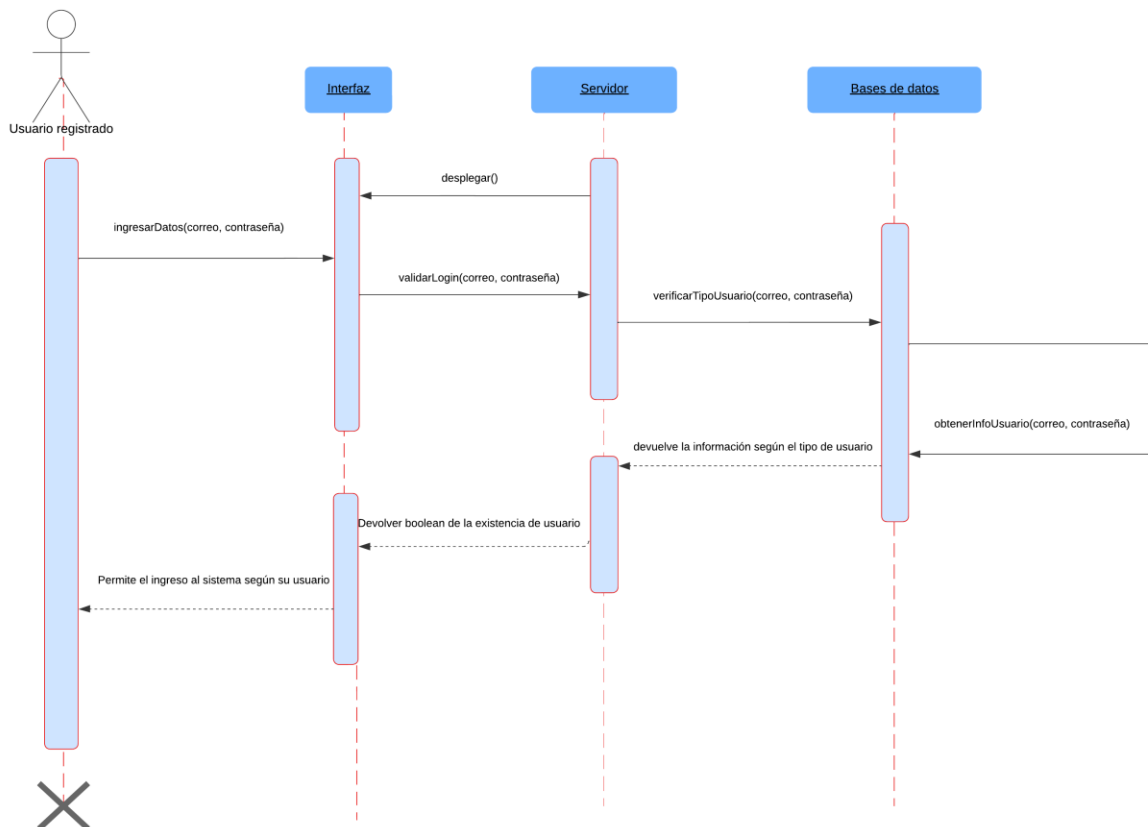 Usuario registrado
Interfaz
Servidor
Bases de datos
desplegar()
ingresarDatos(correo, contraseña)
validarLogin(correo, contraseña)
verificarTipoUsuario(correo, contraseña)
obtenerInfoUsuario(correo, contraseña)
devuelve la información según el tipo de usuario
Devolver boolean de la existencia de usuario
Permite el ingreso al sistema según su usuario